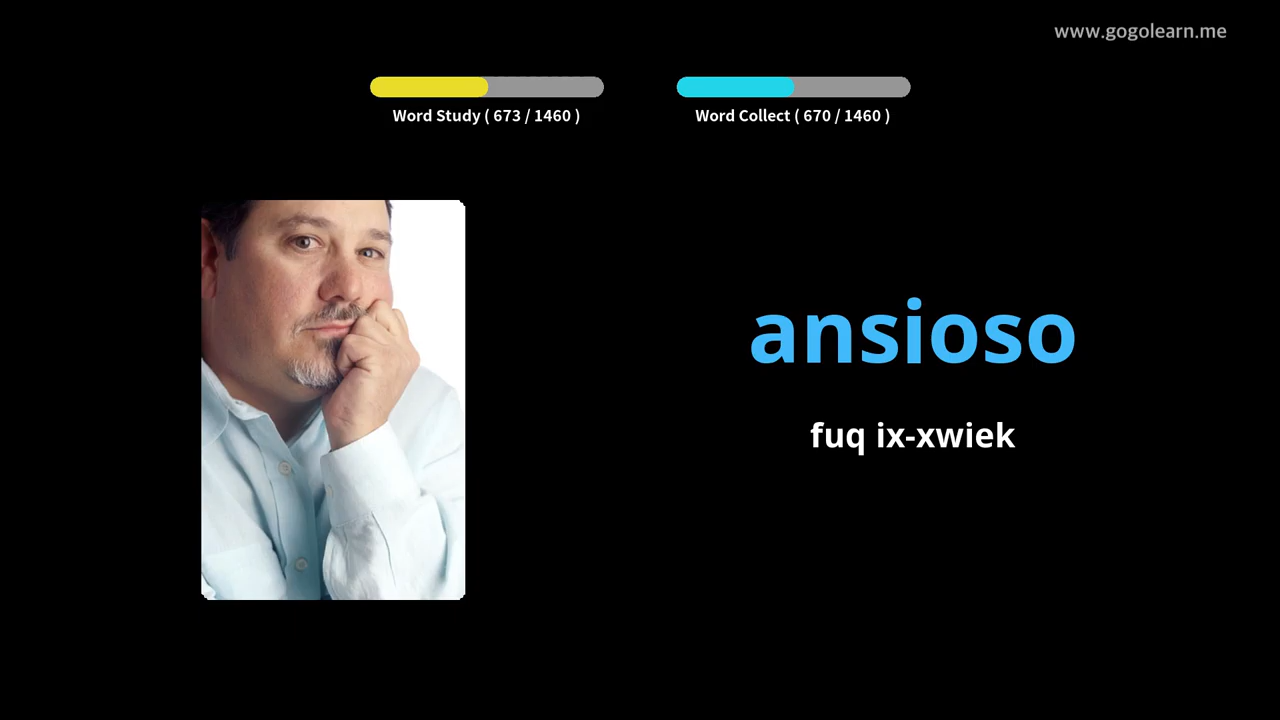 www.gogolearn.me
Word Study ( 673 / 1460 )
Word Collect ( 670 / 1460 )
ansioso
fuq ix-xwiek